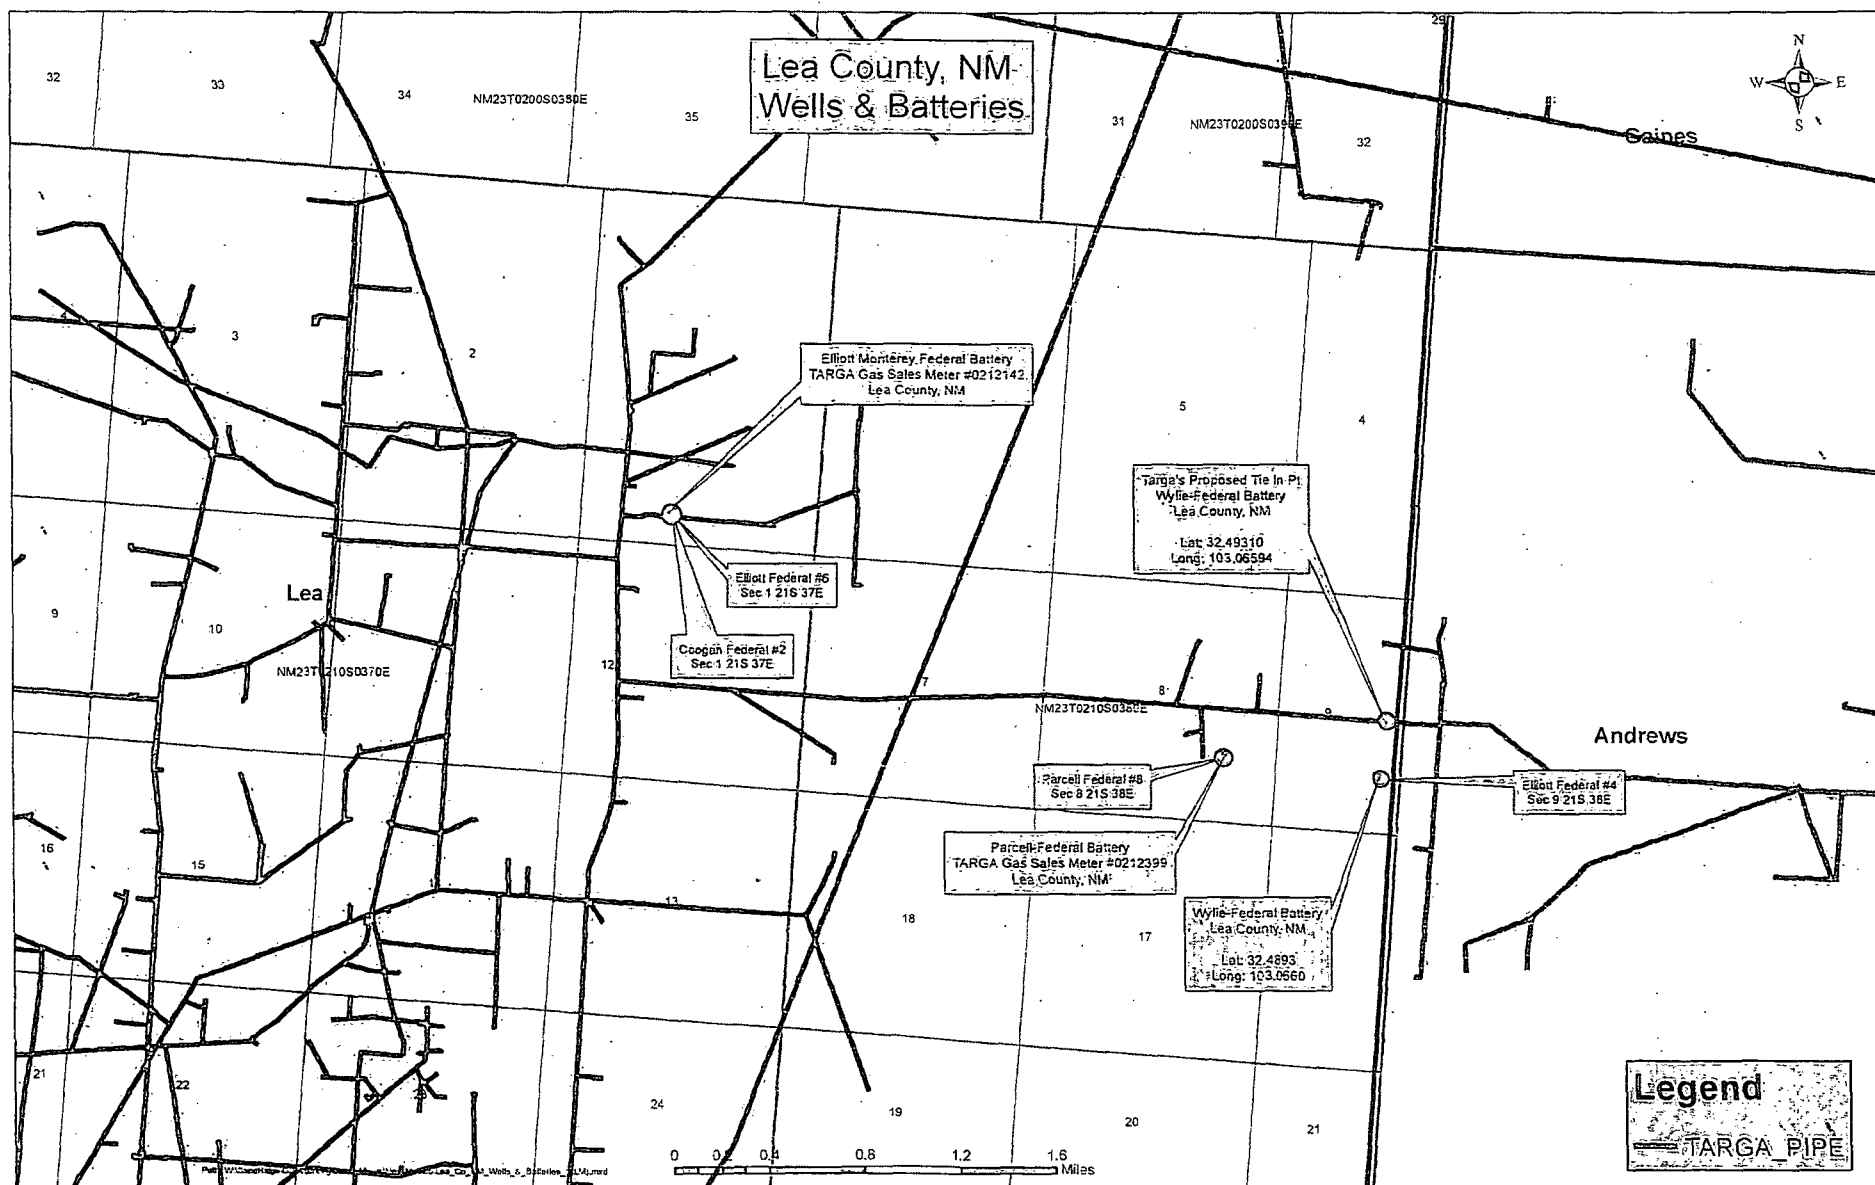 Lea County, NM
Wells & Batteries
N
W
E
S
29
32
33
34
NM23T0200S0380E
35
31
32
Gaines
3
2
5
4
Elliott Monterey Federal Battery
TARGA Gas Sales Meter #0212142
Lea County, NM
Targa's Proposed Tie In Pt
Wylie-Federal Battery
Lea County, NM
Lat: 32.49310
Long: 103.06594
Elliott Federal #6
Sec 1 21S 37E
Lea
9
10
Coogan Federal #2
Sec 1 21S 37E
12
7
8
9
Andrews
Parcell Federal #8
Sec 8 21S 38E
Elliott Federal #4
Sec 9 21S 38E
Parcell-Federal Battery
TARGA Gas Sales Meter #0212399
Lea County, NM
16
15
13
18
17
Wylie-Federal Battery
Lea County, NM
Lat: 32.4893
Long: 103.0660
21
22
24
19
20
21
Legend
TARGA_PIPE
0
0.4
0.8
1.2
1.6
Miles